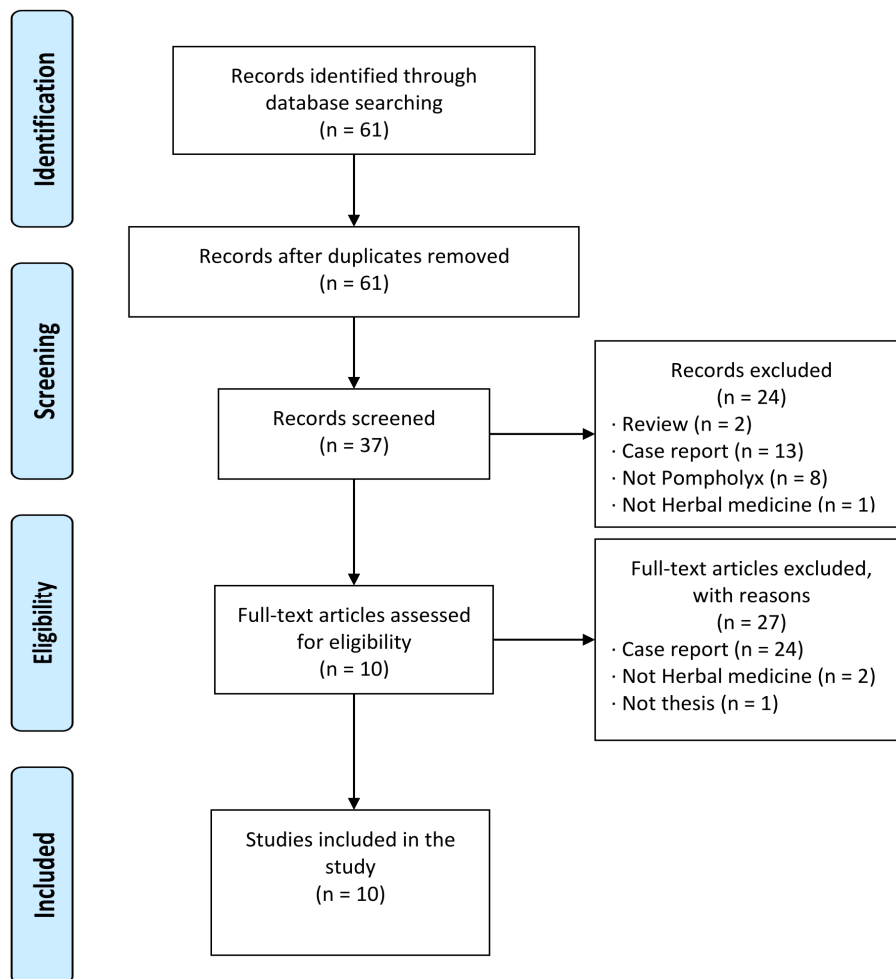 Identification
Records identified through
database searching
(n = 61)
Records after duplicates removed
(n = 61)
Screening
Records screened
(n = 37)
Records excluded
(n = 24)
· Review (n = 2)
· Case report (n = 13)
· Not Pompholyx (n = 8)
· Not Herbal medicine (n = 1)
Eligibility
Full-text articles assessed
for eligibility
(n = 10)
Full-text articles excluded,
with reasons
(n = 27)
· Case report (n = 24)
· Not Herbal medicine (n = 2)
· Not thesis (n = 1)
Included
Studies included in the
study
(n = 10)